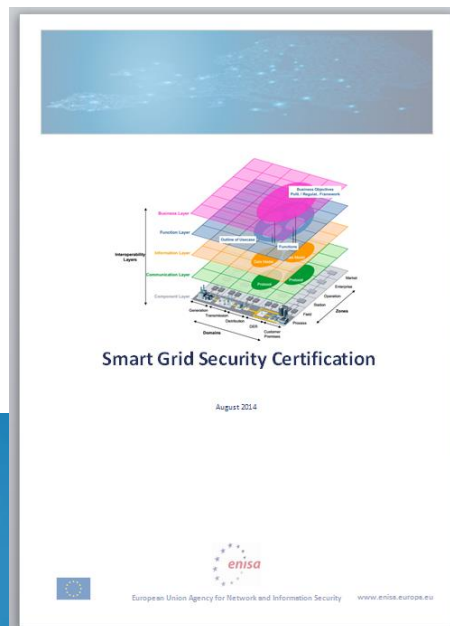 Business Objectives
Polit. / Regulat. Framework
Business Layer
Function Layer
Outline of Usecase
Functions
Interoperability
Layers
Information Layer
Data Model
Communication Layer
Protocol
Protocol
Component Layer
Market
Enterprise
Operation
Station
Field
Process
Zones
Generation
Transmission
Distribution
DER
Customer
Premises
Domains
Smart Grid Security Certification
August 2014
enisa
European Union Agency for Network and Information Security
www.enisa.europa.eu